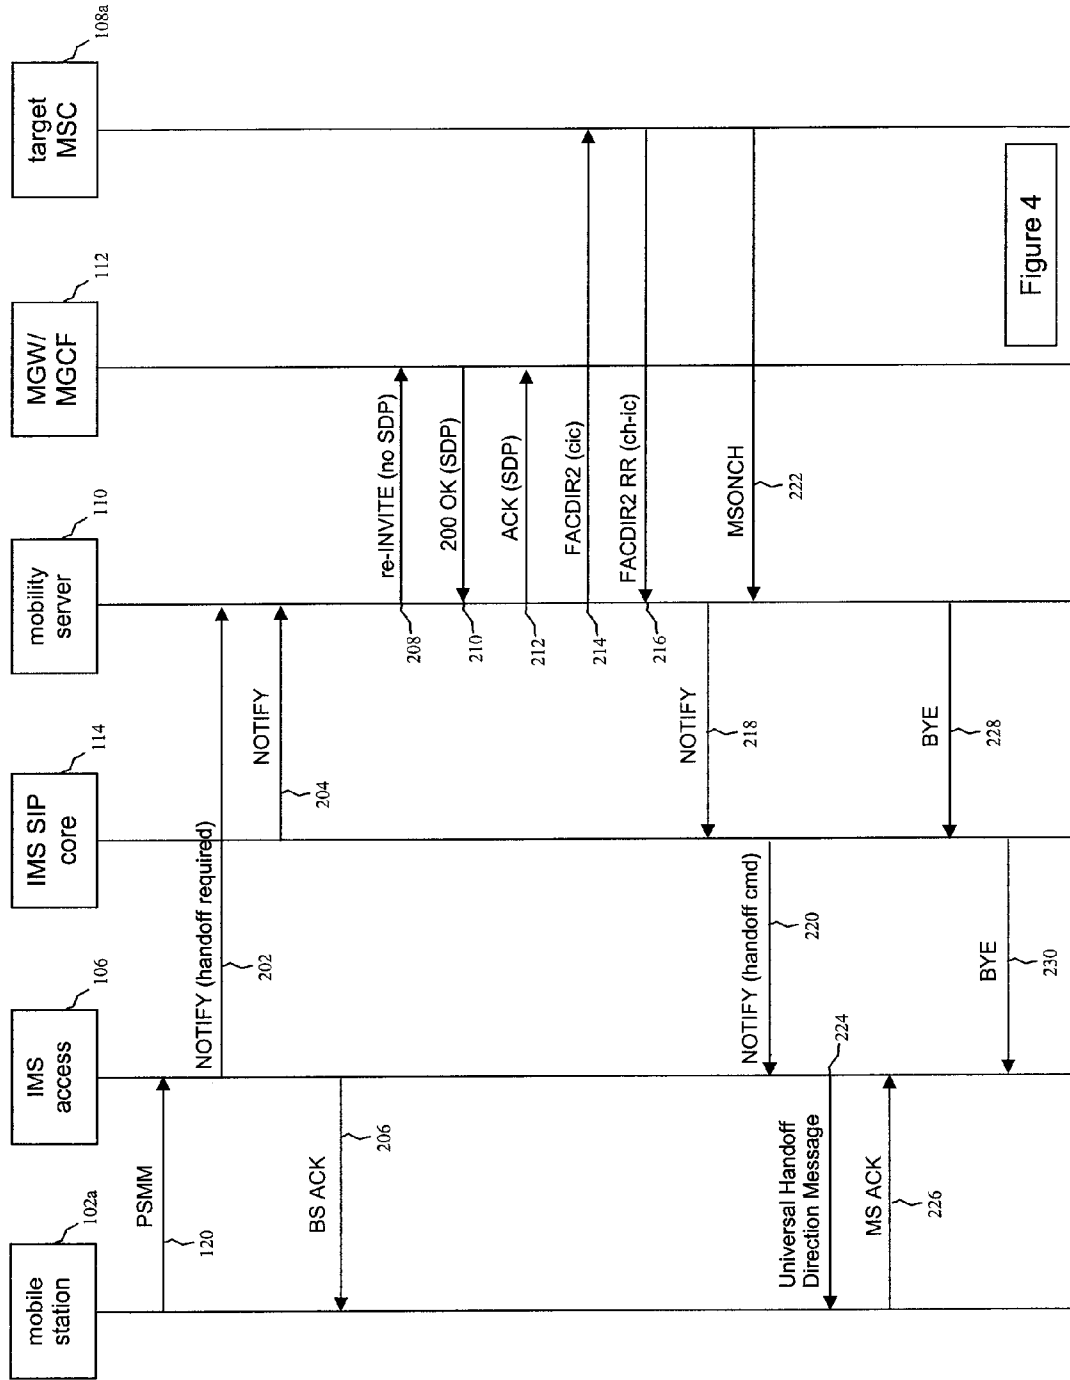 mobile
station
102a
IMS
access
106
IMS SIP
core
114
mobility
server
110
MGW/
MGCF
112
target
MSC
108a
PSMM
120
NOTIFY (handoff required)
202
NOTIFY
204
BS ACK
206
re-INVITE (no SDP)
208
200 OK (SDP)
210
ACK (SDP)
212
FACDIR2 (cic)
214
FACDIR2 RR (ch-ic)
216
NOTIFY
218
MSONCH
222
NOTIFY (handoff cmd)
220
Universal Handoff
Direction Message
224
MS ACK
226
BYE
228
BYE
230
Figure 4